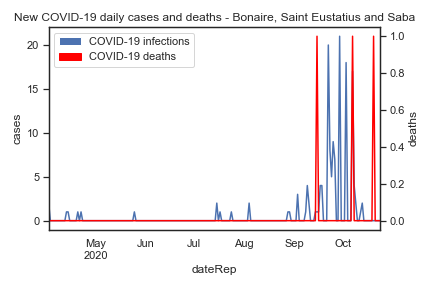 New COVID-19 daily cases and deaths - Bonaire, Saint Eustatius and Saba
COVID-19 infections
COVID-19 deaths
20
15
10
5
0
cases
1.0
0.8
0.6
0.4
0.2
0.0
deaths
May Jun Jul Aug Sep Oct
2020
dateRep